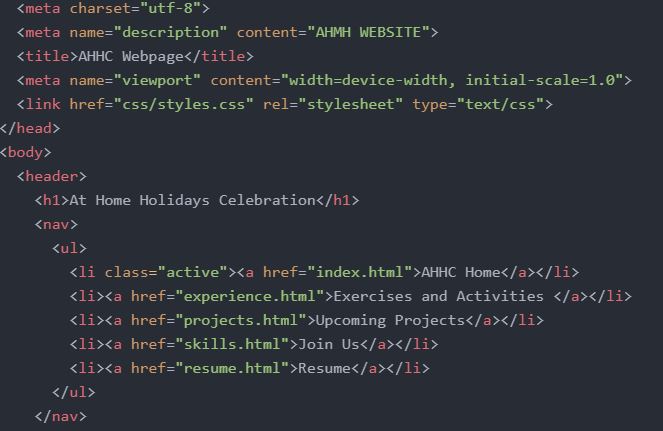 <meta charset="utf-8">
<meta name="description" content="AHMH WEBSITE">
<title>AHHC Webpage</title>
<meta name="viewport" content="width=device-width, initial-scale=1.0">
<link href="css/styles.css" rel="stylesheet" type="text/css">
</head>
<body>
<header>
<h1>At Home Holidays Celebration</h1>
<nav>
<ul>
<li class="active"><a href="index.html">AHHC Home</a></li>
<li><a href="experience.html">Exercises and Activities </a></li>
<li><a href="projects.html">Upcoming Projects</a></li>
<li><a href="skills.html">Join Us</a></li>
<li><a href="resume.html">Resume</a></li>
</ul>
</nav>